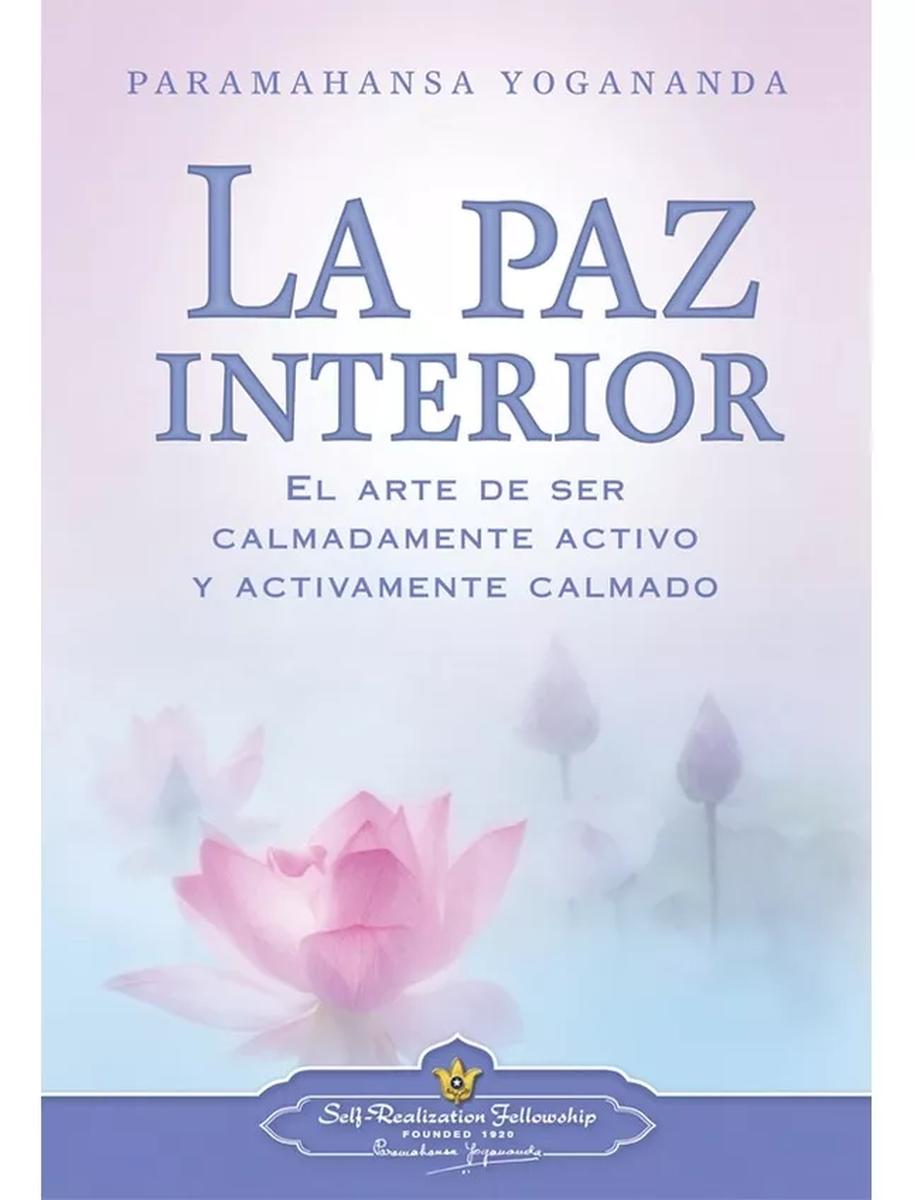 PARAMAHANSA YOGANANDA
LA PAZ
INTERIOR
EL ARTE DE SER
CALMADAMENTE ACTIVO
Y ACTIVAMENTE CALMADO
Self-Realization Fellowship
FOUNDED 1920
Paramahansa Yogananda